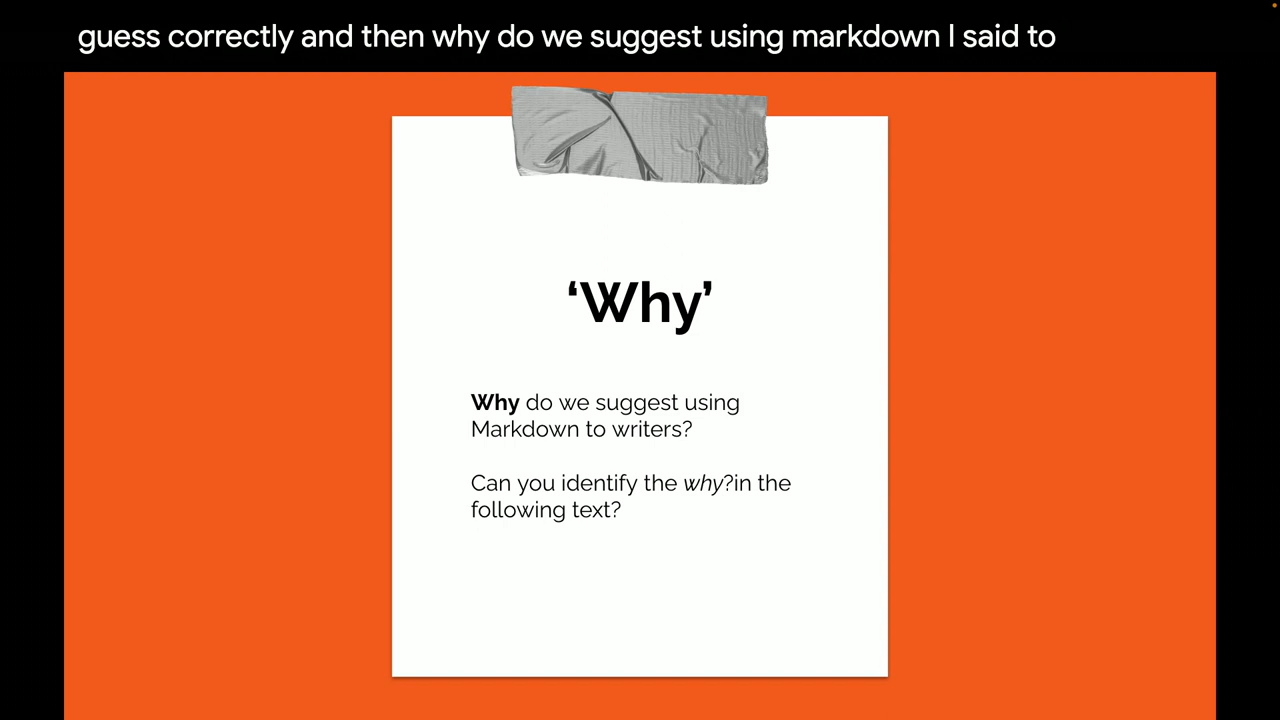 guess correctly and then why do we suggest using markdown I said to
‘Why’
Why do we suggest using
Markdown to writers?
Can you identify the why?in the
following text?